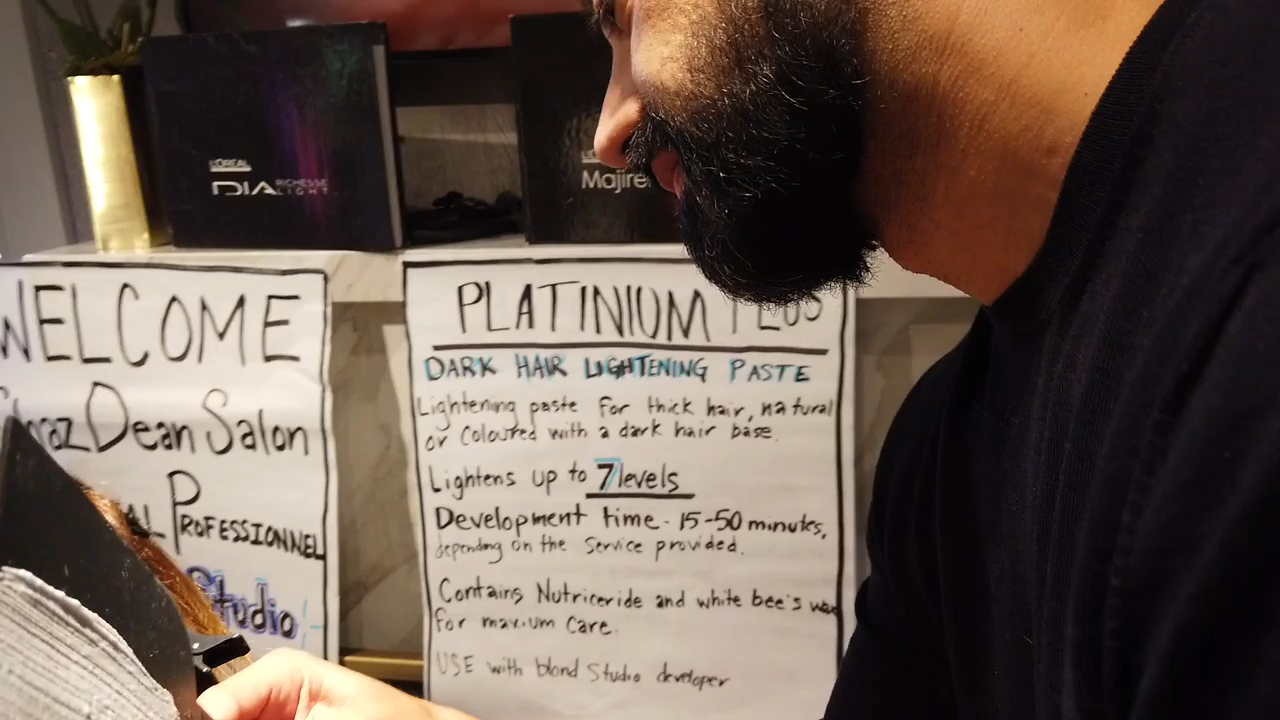 L'ORÉAL
DIA RICHESSE
LIGHT
Majirel
WELCOME
Dean Salon
PROFESSIONNEL
Studio
PLATINIUM PLUS
DARK HAIR LIGHTENING PASTE
Lightening paste for thick hair, natural
or Coloured with a dark hair base.
Lightens up to 7 levels
Development time - 15-50 minutes,
depending on the Service provided.
Contains Nutriceride and white bee's wax
for maxium care.
USE with blond Studio developer